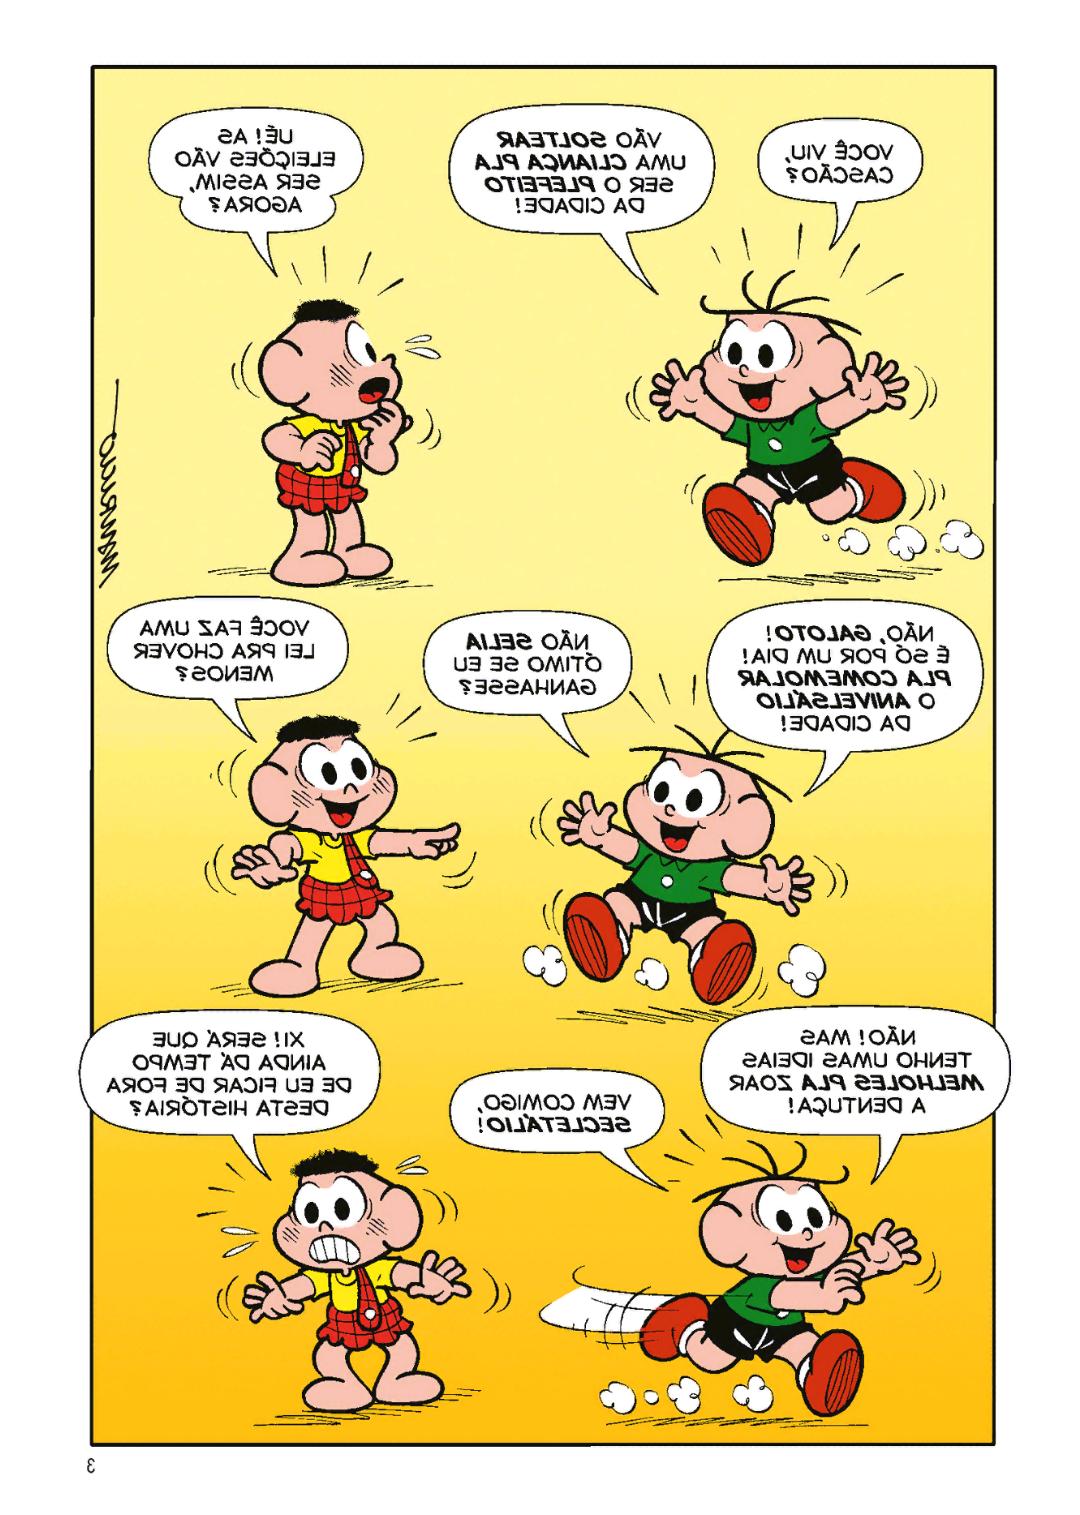 VOCÊ VIU,
CASCÃO?
VÃO SOLTEAR
UMA CLIANÇA PLA
SER O PLEFEITO
DA CIDADE!
UÉ! AS
ELEIÇÕES VÃO
SER ASSIM,
AGORA?
MAURICIO
NÃO, GALOTO!
É SÓ POR UM DIA!
PLA COMEMOLAR
O ANIVELSÁLIO
DA CIDADE!
NÃO SELIA
ÓTIMO SE EU
GANHASSE?
VOCÊ FAZ UMA
LEI PRA CHOVER
MENOS?
NÃO! MAS
TENHO UMAS IDEIAS
MELHOLES PLA ZOAR
A DENTUÇA!
VEM COMIGO,
SECLETÁLIO!
XI! SERÁ QUE
AINDA DÁ TEMPO
DE EU FICAR DE FORA
DESTA HISTÓRIA?
3